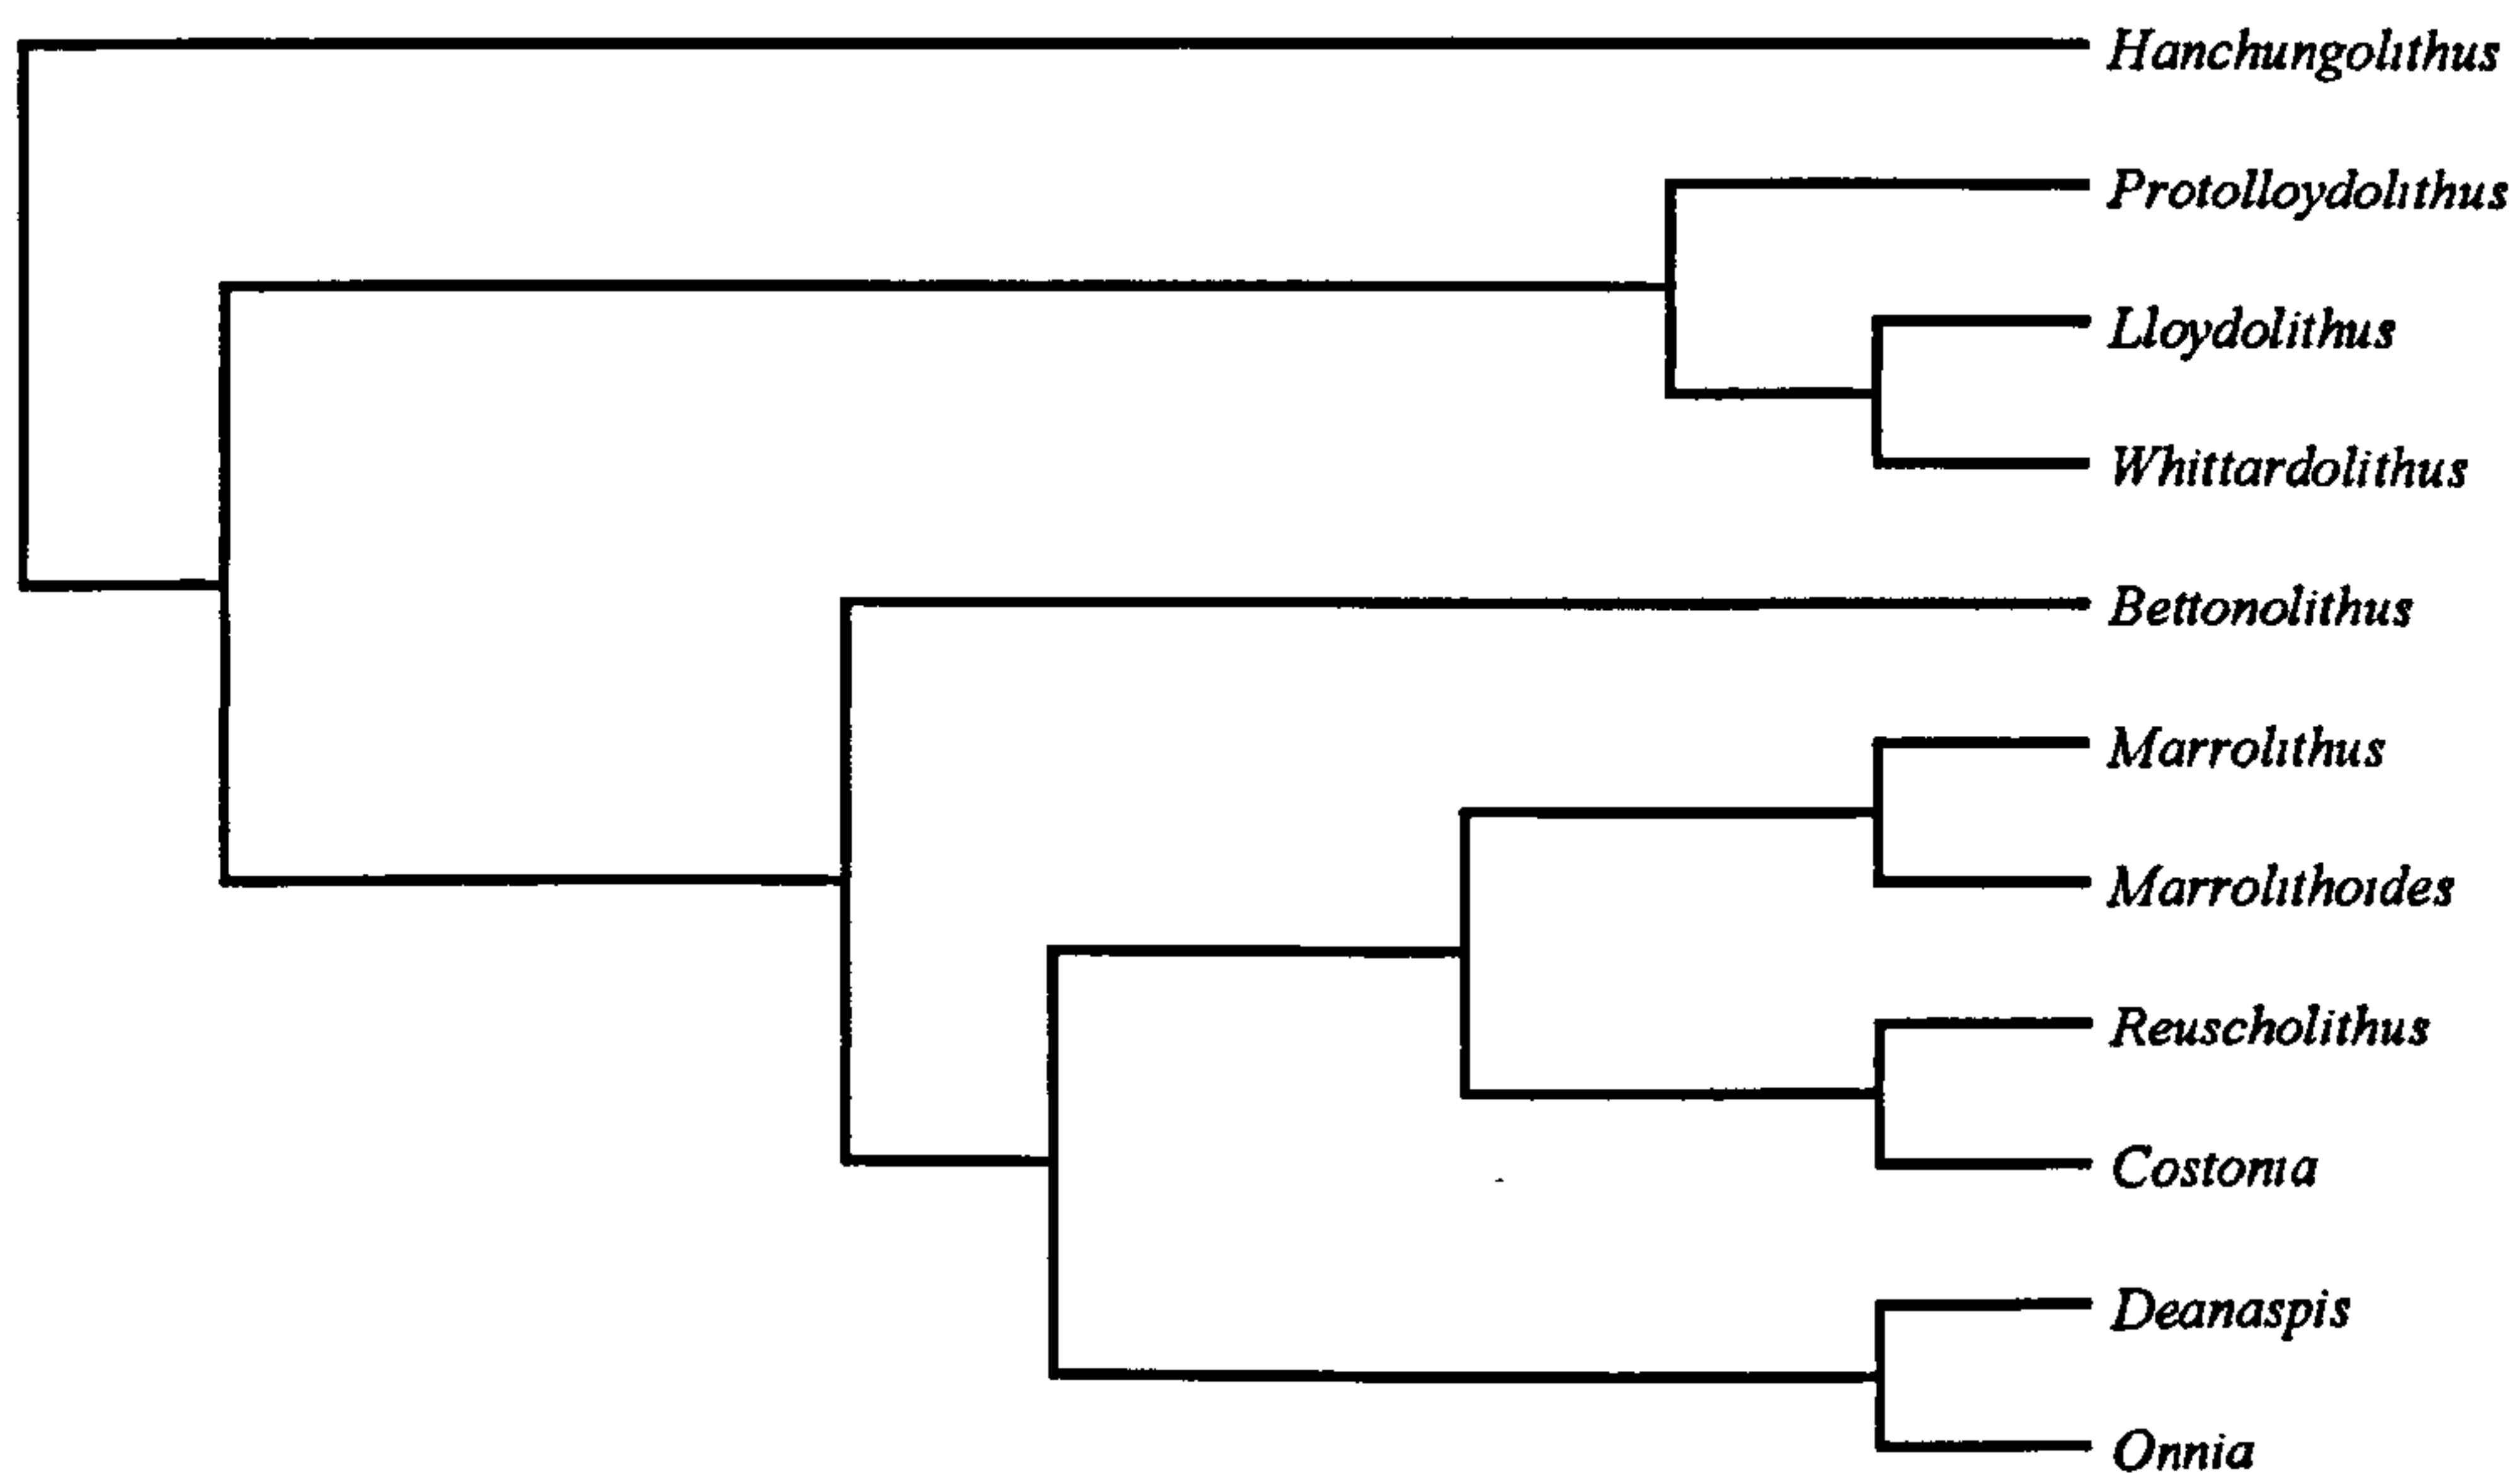 Hanchungolithus
Protolloydolithus
Lloydolithus
Whittardolithus
Bettonolithus
Marrolithus
Marrolithoides
Reuscholithus
Costonia
Deanaspis
Onnia